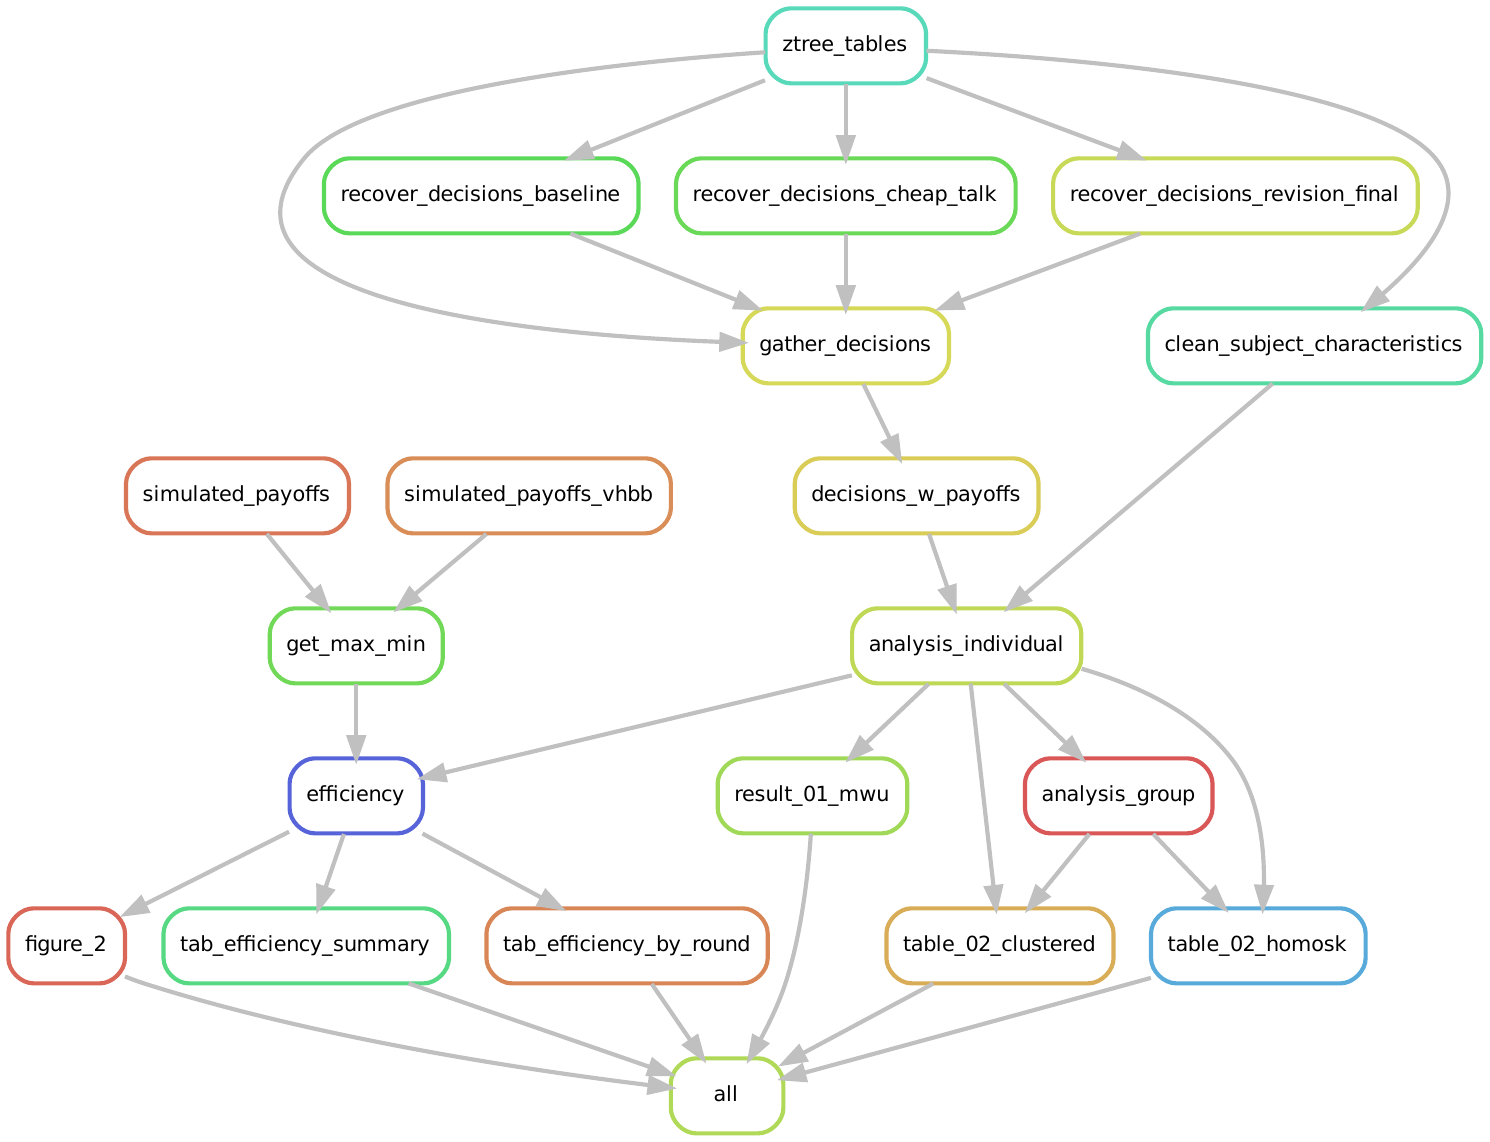 ztree_tables
recover_decisions_baseline
recover_decisions_cheap_talk
recover_decisions_revision_final
gather_decisions
clean_subject_characteristics
simulated_payoffs
simulated_payoffs_vhbb
decisions_w_payoffs
get_max_min
analysis_individual
efficiency
result_01_mwu
analysis_group
figure_2
tab_efficiency_summary
tab_efficiency_by_round
table_02_clustered
table_02_homosk
all